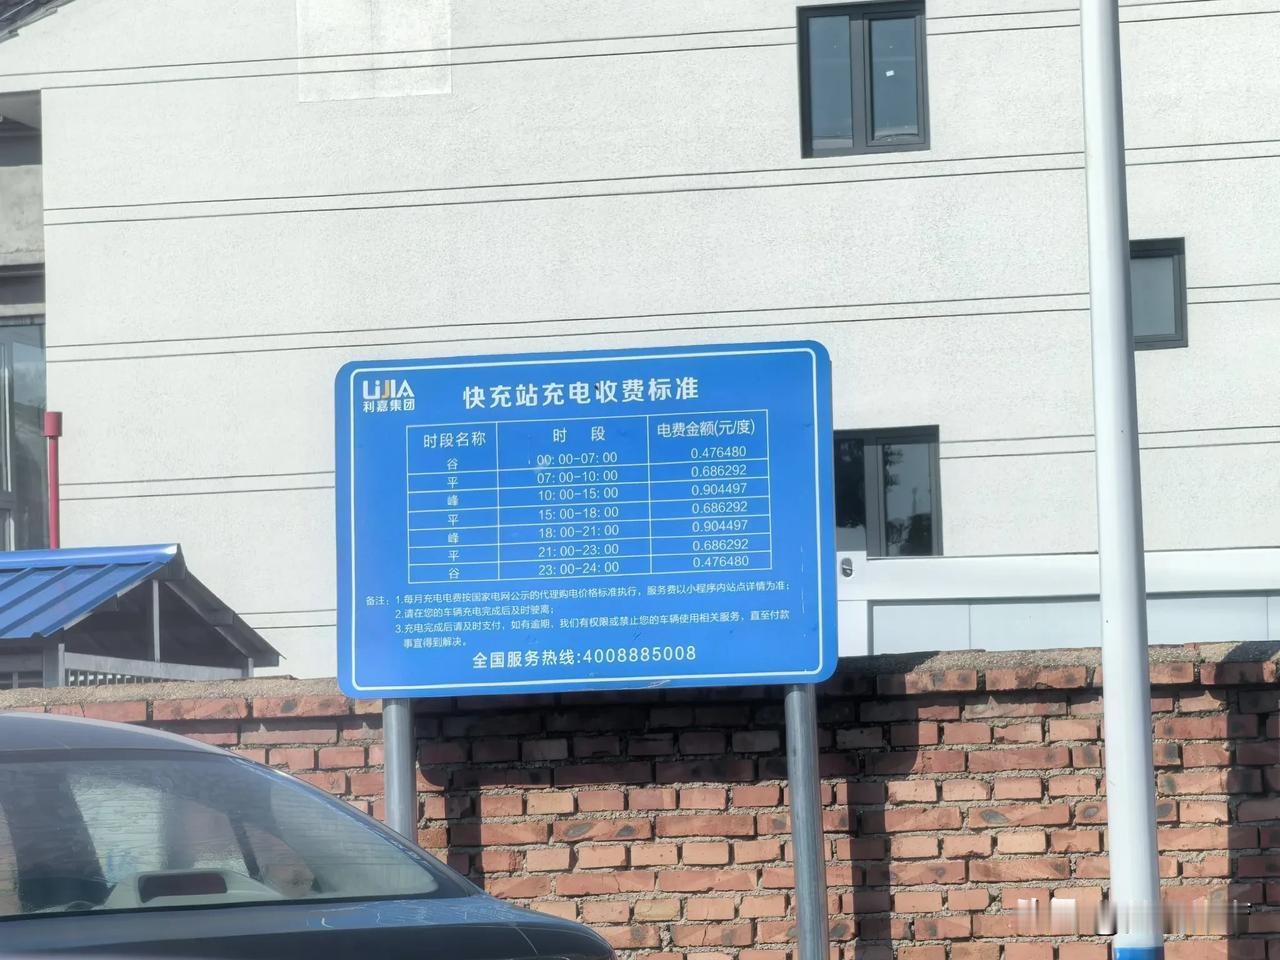 LIJIA
利嘉集团
快充站充电收费标准
时段名称 时 段 电费金额(元/度)
谷 00:00-07:00 0.476480
平 07:00-10:00 0.686292
峰 10:00-15:00 0.904497
平 15:00-18:00 0.686292
峰 18:00-21:00 0.904497
平 21:00-23:00 0.686292
谷 23:00-24:00 0.476480
备注：1.每月充电电费按国家电网公示的代理购电价格标准执行，服务费以小程序内站点详情为准；
2.请在您的车辆充电完成后及时驶离；
3.充电完成后请及时支付，如有逾期，我们有权限或禁止您的车辆使用相关服务，直至付款
事宜得到解决。
全国服务热线:4008885008